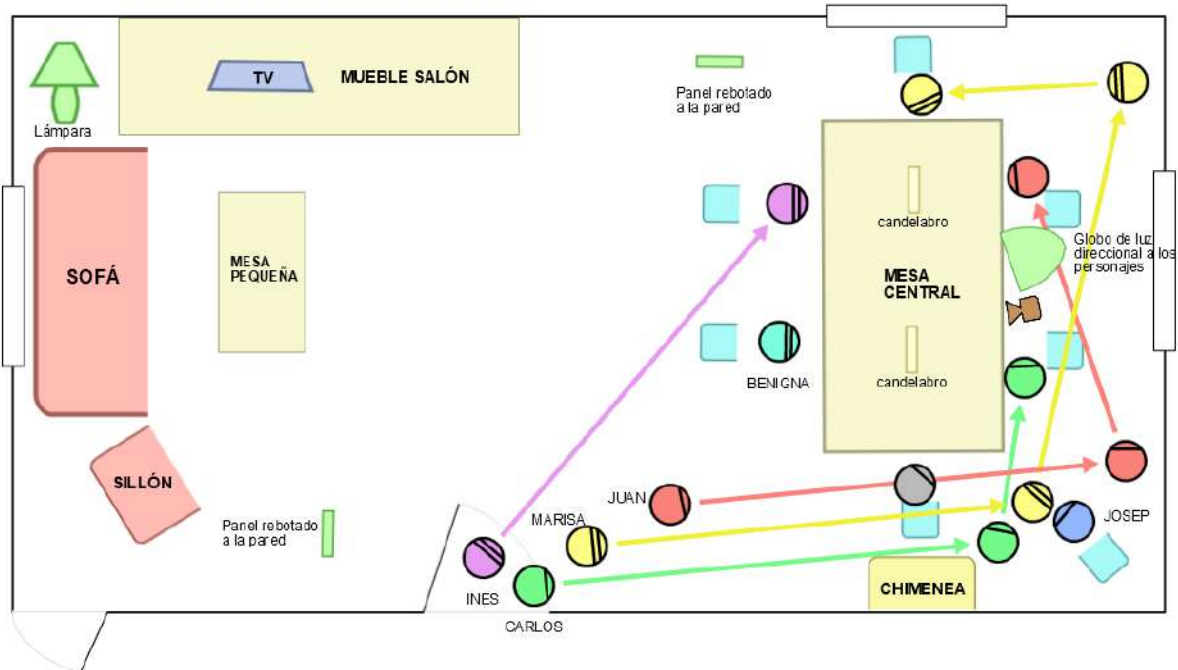 TV
MUEBLE SALÓN
Lámpara
Panel rebotado
a la pared
candelabro
SOFÁ
MESA
PEQUEÑA
MESA
CENTRAL
Globo de luz
direccional a los
personajes
BENIGNA
candelabro
SILLÓN
JUAN
MARISA
JOSEP
Panel rebotado
a la pared
INES
CARLOS
CHIMENEA